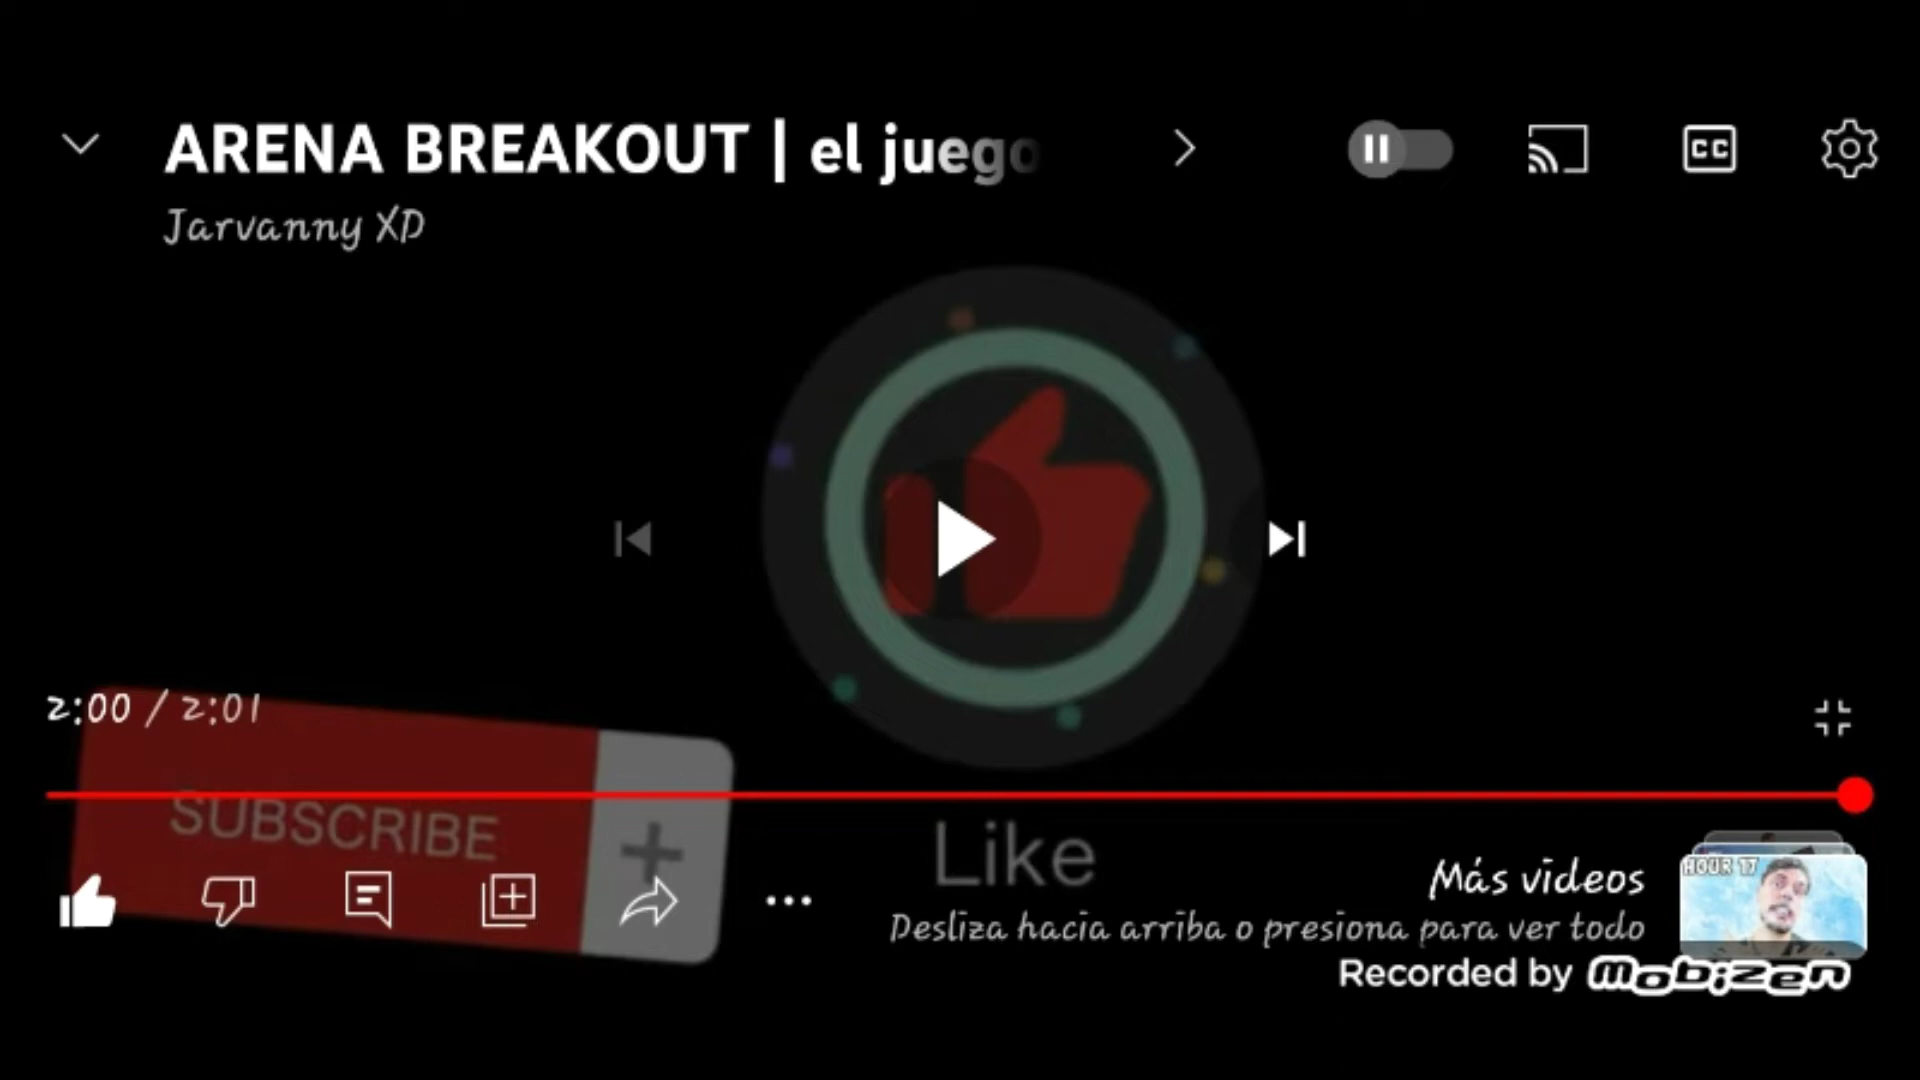 ARENA BREAKOUT | el juego
Jarvanny XD
CC
2:00 / 2:01
SUBSCRIBE
+
Like
HOUR 17
Más videos
Desliza hacia arriba o presiona para ver todo
Recorded by Mobizen